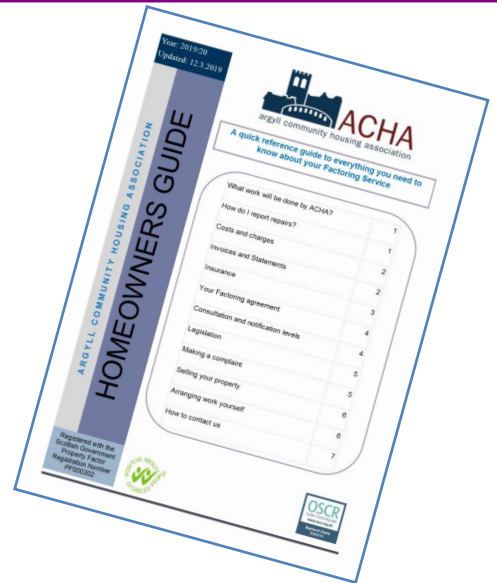 Year: 2019/20
Updated: 12.3.2019
ACHA
argyll community housing association
A quick reference guide to everything you need to
know about your Factoring Service
ARGYLL COMMUNITY HOUSING ASSOCIATION
HOMEOWNERS GUIDE
What work will be done by ACHA? 1
How do I report repairs? 1
Costs and charges 2
Invoices and Statements 2
Insurance 3
Your Factoring agreement 4
Consultation and notification levels 4
Legislation 5
Making a complaint 5
Selling your property 6
Arranging work yourself 6
How to contact us 7
Registered with the
Scottish Government
Property Factor
Registration Number
PF000302
OSCR